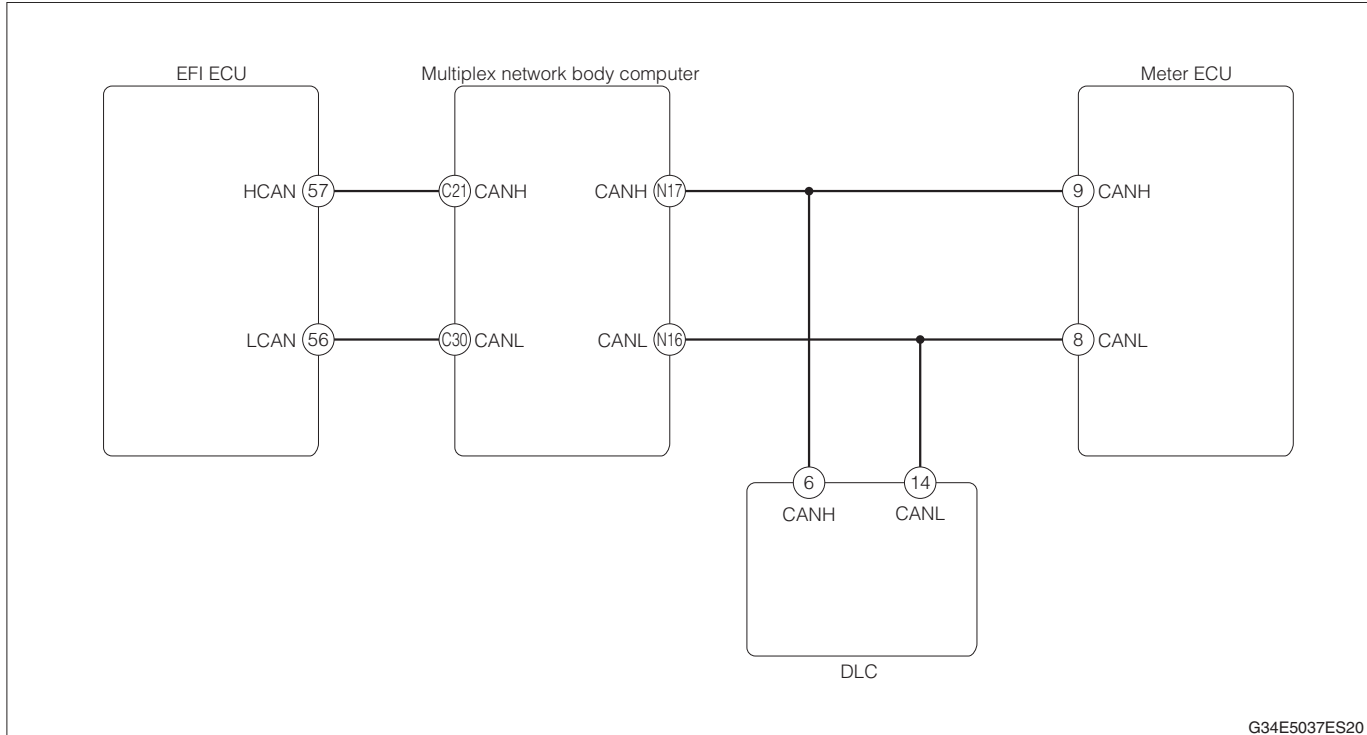 EFI ECU
Multiplex network body computer
Meter ECU
HCAN 57 C21 CANH CANH N17 9 CANH
LCAN 56 C30 CANL CANL N16 8 CANL
6 14
CANH CANL
DLC
G34E5037ES20